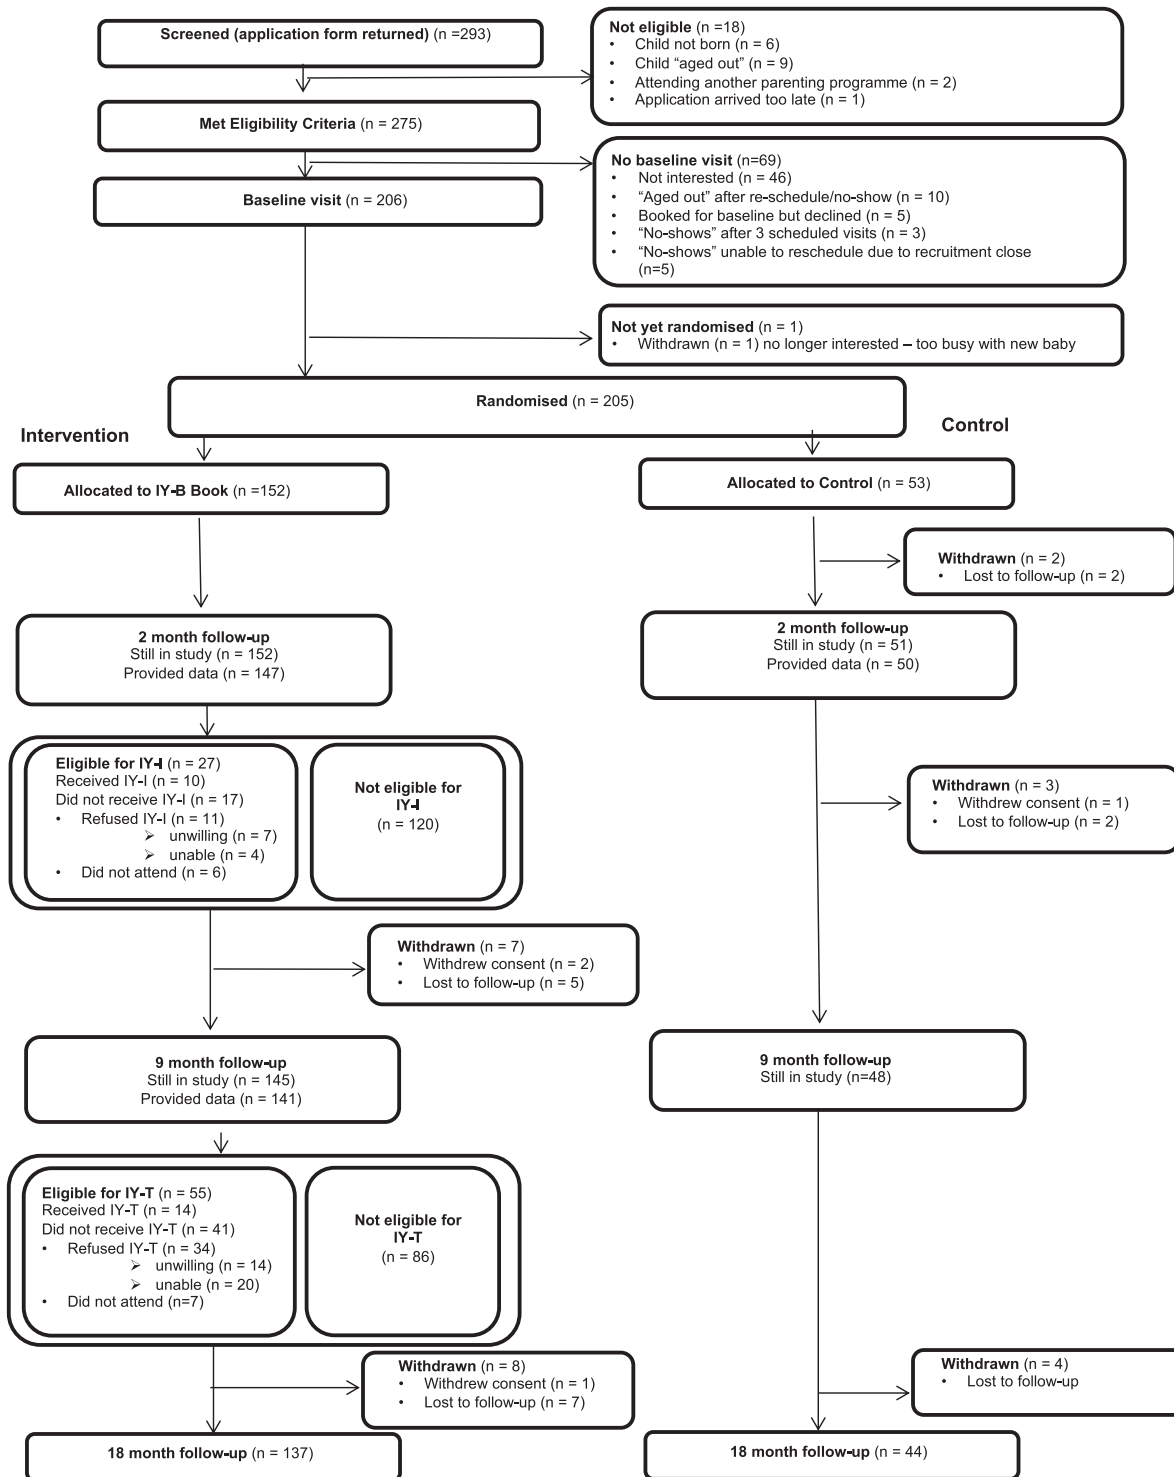 Screened (application form returned) (n =293)
Not eligible (n =18)
• Child not born (n = 6)
• Child “aged out” (n = 9)
• Attending another parenting programme (n = 2)
• Application arrived too late (n = 1)
Met Eligibility Criteria (n = 275)
No baseline visit (n=69)
• Not interested (n = 46)
• “Aged out” after re-schedule/no-show (n = 10)
• Booked for baseline but declined (n = 5)
• “No-shows” after 3 scheduled visits (n = 3)
• “No-shows” unable to reschedule due to recruitment close
(n=5)
Baseline visit (n = 206)
Not yet randomised (n = 1)
• Withdrawn (n = 1) no longer interested – too busy with new baby
Randomised (n = 205)
Intervention
Control
Allocated to IY-B Book (n =152)
Allocated to Control (n = 53)
Withdrawn (n = 2)
• Lost to follow-up (n = 2)
2 month follow-up
Still in study (n = 152)
Provided data (n = 147)
2 month follow-up
Still in study (n = 51)
Provided data (n = 50)
Eligible for IY-I (n = 27)
Received IY-I (n = 10)
Did not receive IY-I (n = 17)
• Refused IY-I (n = 11)
➢ unwilling (n = 7)
➢ unable (n = 4)
• Did not attend (n = 6)
Not eligible for
IY-I
(n = 120)
Withdrawn (n = 3)
• Withdrew consent (n = 1)
• Lost to follow-up (n = 2)
Withdrawn (n = 7)
• Withdrew consent (n = 2)
• Lost to follow-up (n = 5)
9 month follow-up
Still in study (n = 145)
Provided data (n = 141)
9 month follow-up
Still in study (n=48)
Eligible for IY-T (n = 55)
Received IY-T (n = 14)
Did not receive IY-T (n = 41)
• Refused IY-T (n = 34)
➢ unwilling (n = 14)
➢ unable (n = 20)
• Did not attend (n=7)
Not eligible for
IY-T
(n = 86)
Withdrawn (n = 8)
• Withdrew consent (n = 1)
• Lost to follow-up (n = 7)
Withdrawn (n = 4)
• Lost to follow-up
18 month follow-up (n = 137)
18 month follow-up (n = 44)